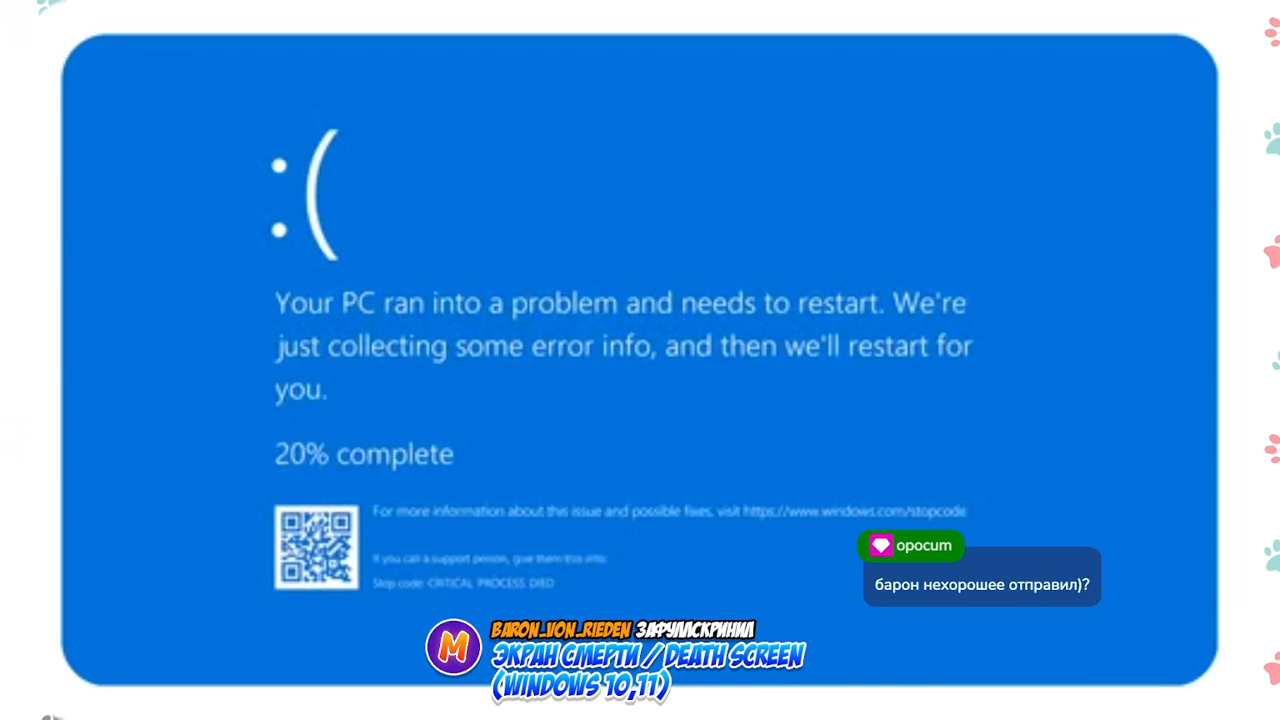 :(
Your PC ran into a problem and needs to restart. We're
just collecting some error info, and then we'll restart for
you.
20% complete
For more information about this issue and possible fixes, visit https://www.windows.com/stopcode
If you call a support person, give them this info:
Stop code: CRITICAL PROCESS DIED
opocum
барон нехорошее отправил)?
M
BARON_VON_RIEDEN ЗАФУЛЛСКРИНИЛ
ЭКРАН СМЕРТИ / DEATH SCREEN
(WINDOWS 10,11)